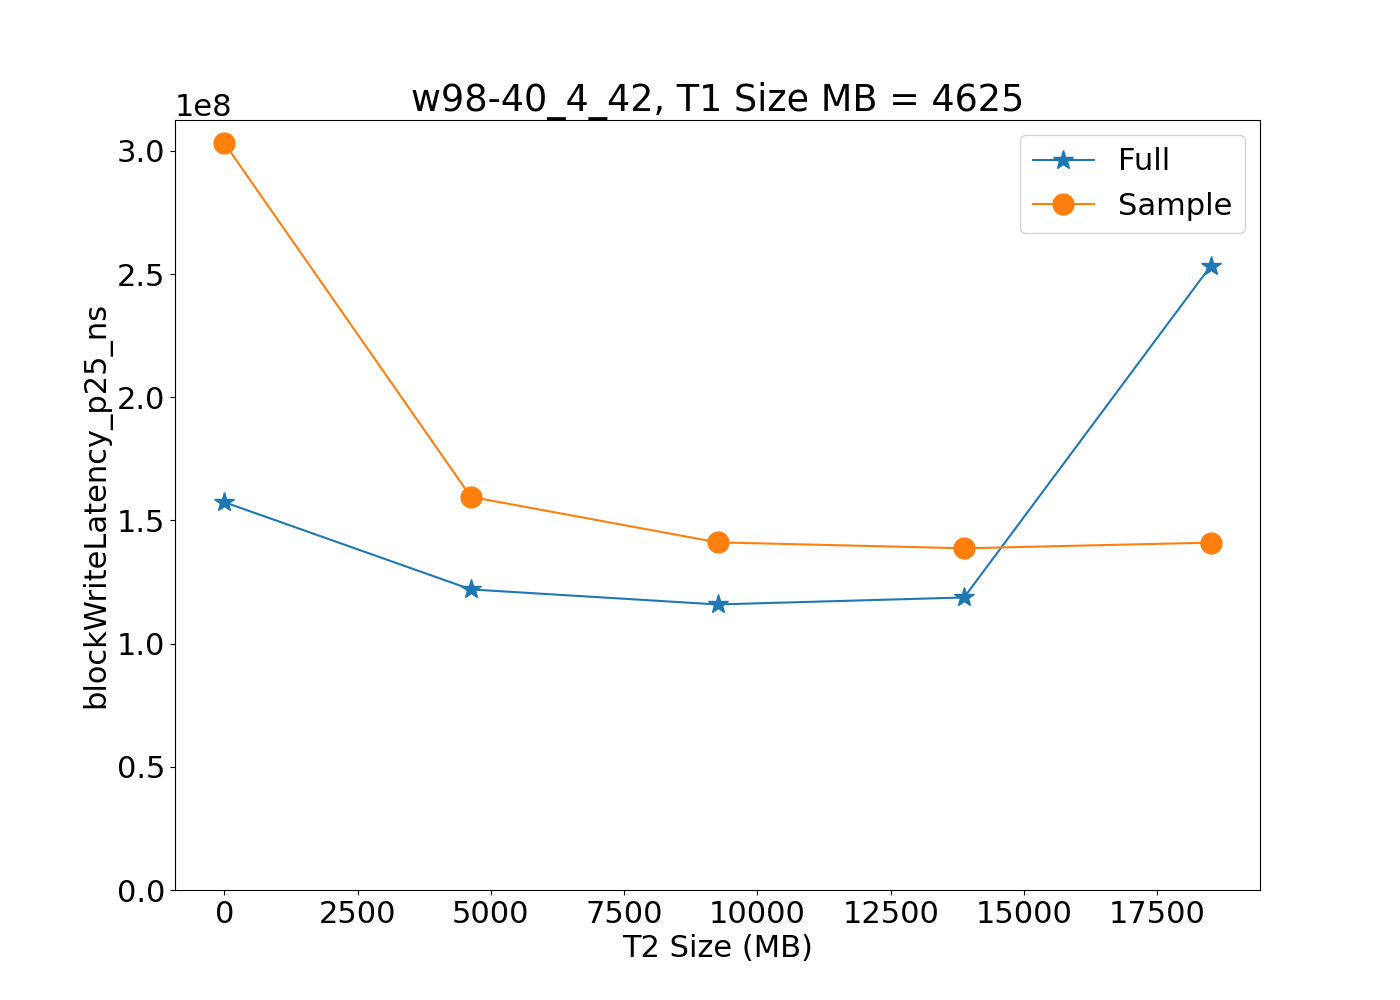 w98-40_4_42, T1 Size MB = 4625
1e8
3.0
2.5
2.0
1.5
1.0
0.5
0.0
blockWriteLatency_p25_ns
Full
Sample
0 2500 5000 7500 10000 12500 15000 17500
T2 Size (MB)